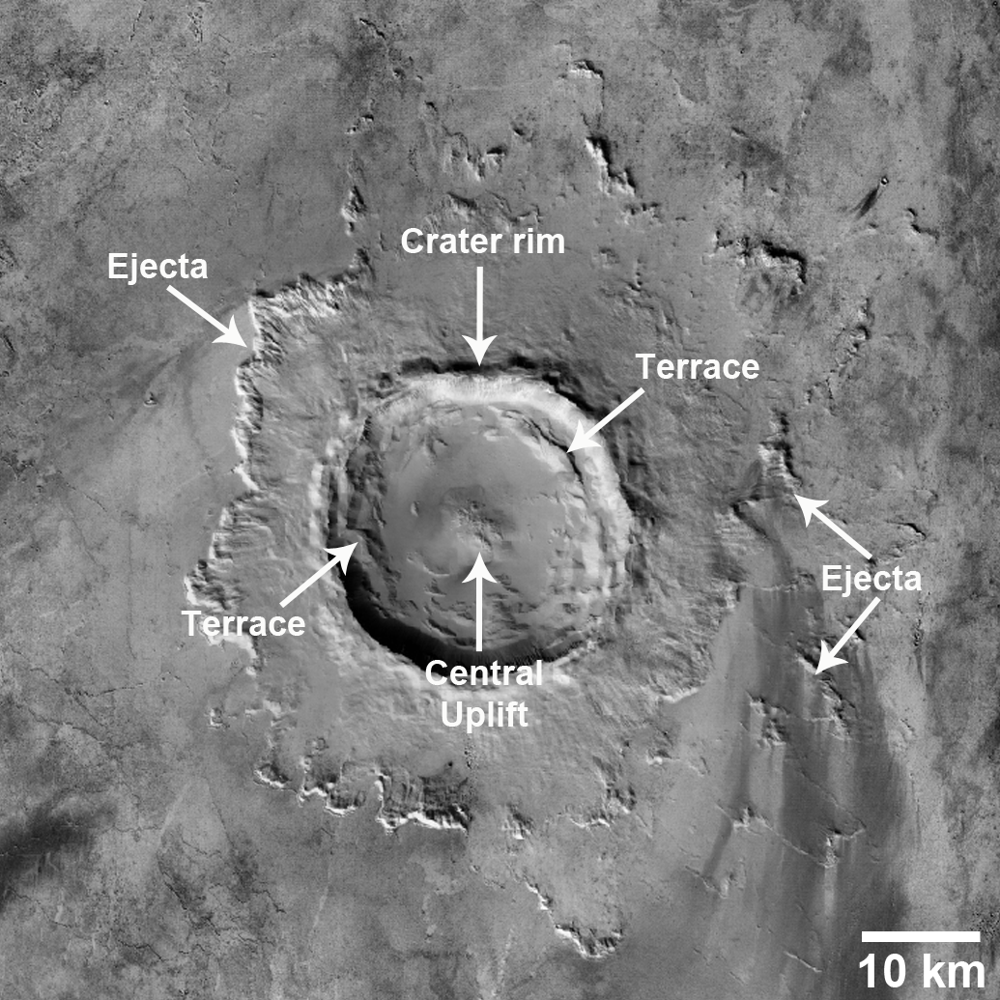 Crater rim
Ejecta
Terrace
Ejecta
Terrace
Central
Uplift
10 km